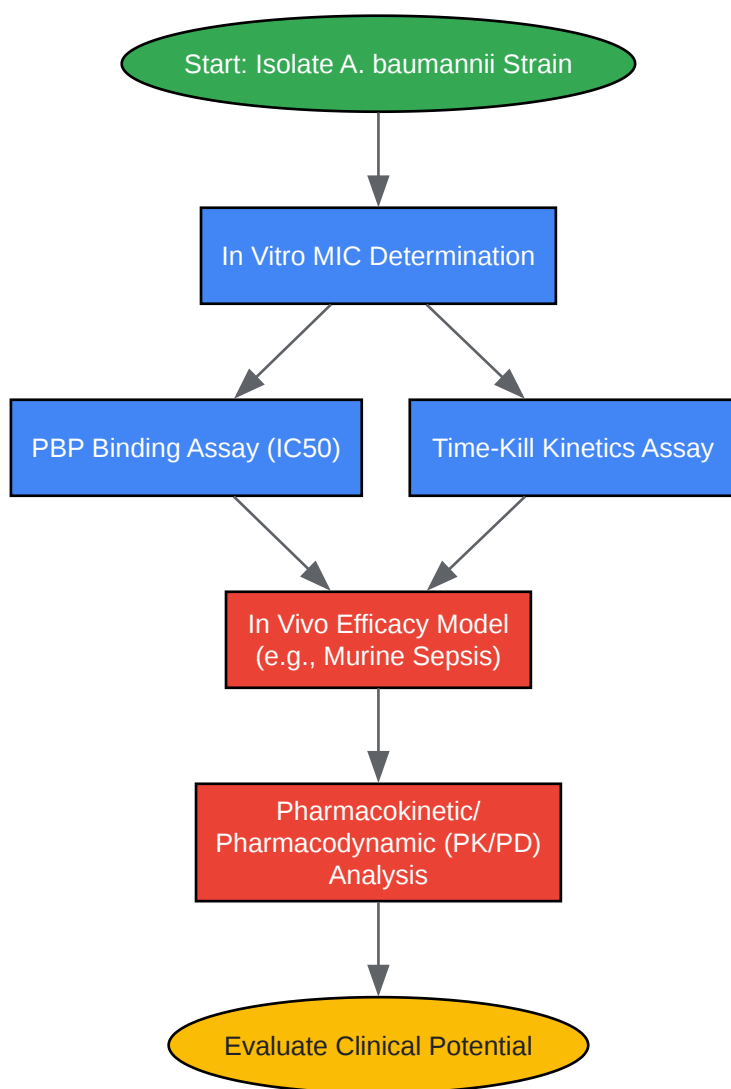 Start: Isolate A. baumannii Strain
In Vitro MIC Determination
PBP Binding Assay (IC50)
Time-Kill Kinetics Assay
In Vivo Efficacy Model
(e.g., Murine Sepsis)
Pharmacokinetic/
Pharmacodynamic (PK/PD)
Analysis
Evaluate Clinical Potential